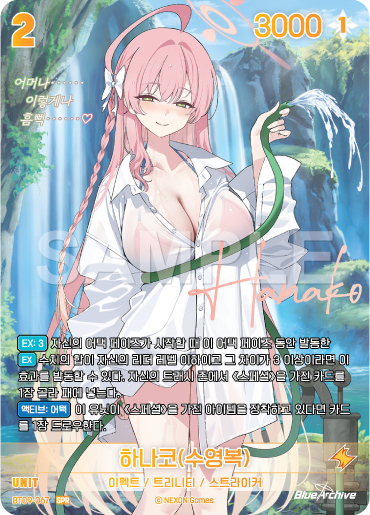 2
3000 1
어머나······
이렇게나
흠뻑······♡
SAMPLE
Hanako
EX: 3 자신의 어택 페이즈가 시작할 때 이 어택 페이즈 동안 발동한
EX 수치의 합이 자신의 리더 레벨 이하이고 그 차이가 3 이상이라면 이
효과를 발동할 수 있다. 자신의 트래시 존에서 《스페셜》을 가진 카드를
1장 골라 패에 넣는다.
액티브: 어택 이 유닛이 《스페셜》을 가진 아이템을 장착하고 있다면 카드
를 1장 드로우한다.
하나코(수영복)
UNIT
이펙트 / 트리니티 / 스트라이커
BT09-067 SPR
© NEXON Games
BlueArchive